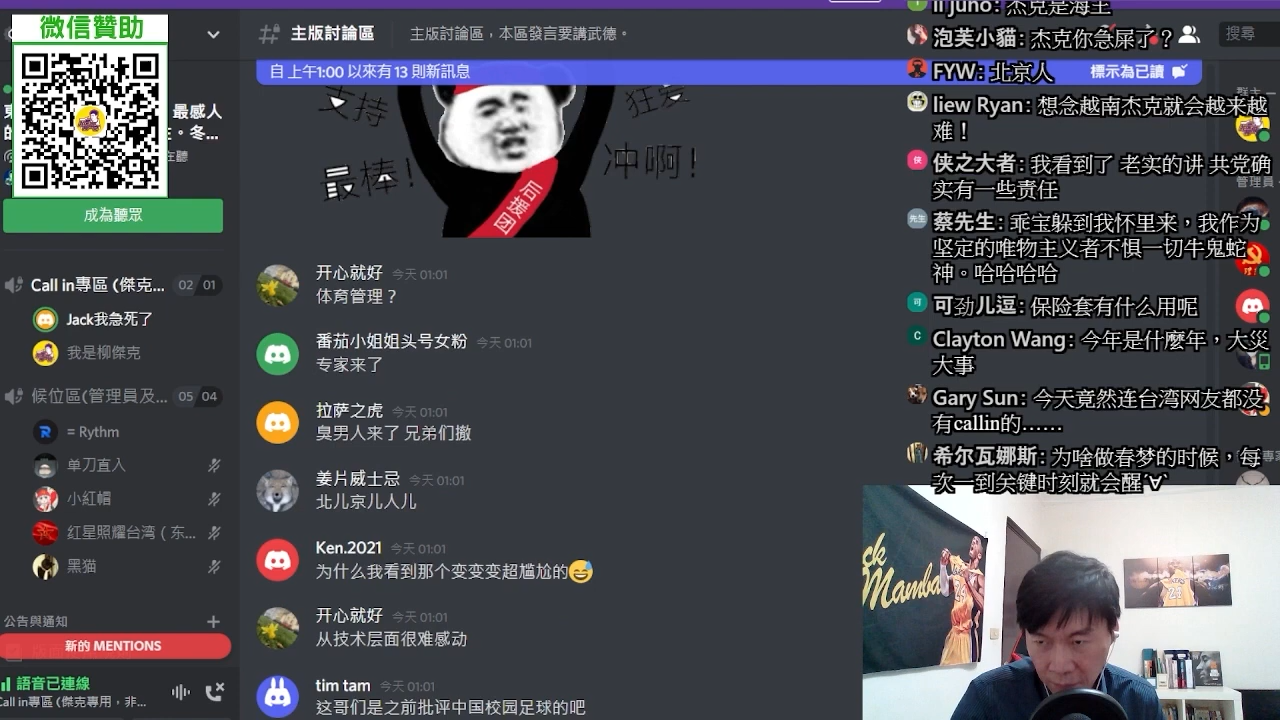 微信贊助
最感人
。冬...
在聽
成為聽眾
Call in專區 (傑克...
02 01
Jack我急死了
我是柳傑克
候位區(管理員及...
05 04
= Rythm
单刀直入
小紅帽
红星照耀台湾（东...
黑猫
公告與通知
新的 MENTIONS
語音已連線
Call in專區 (傑克專用，非...
主版討論區
主版討論區，本區發言要講武德。
搜尋
自 上午1:00 以來有 13 則新訊息
標示為已讀
支持
狂爱
最棒！
冲啊！
后援团
开心就好 今天 01:01
体育管理？
番茄小姐姐头号女粉 今天 01:01
专家来了
拉萨之虎 今天 01:01
臭男人来了 兄弟们撤
姜片威士忌 今天 01:01
北儿京儿人儿
Ken.2021 今天 01:01
为什么我看到那个变变变超尴尬的😅
开心就好 今天 01:01
从技术层面很难感动
tim tam 今天 01:01
这哥们是之前批评中国校园足球的吧
li juno: 杰克是海王
泡芙小貓: 杰克你急屎了？
FYW: 北京人
liew Ryan: 想念越南杰克就会越来越
难！
侠之大者: 我看到了 老实的讲 共党确
实有一些责任
蔡先生: 乖宝躲到我怀里来，我作为
坚定的唯物主义者不惧一切牛鬼蛇
神。哈哈哈哈
可劲儿逗: 保险套有什么用呢
Clayton Wang: 今年是什麼年，大災
大事
Gary Sun: 今天竟然连台湾网友都没
有callin的……
希尔瓦娜斯: 为啥做春梦的时候，每
次一到关键时刻就会醒˙∀˙
管理員
Mamba
24
24